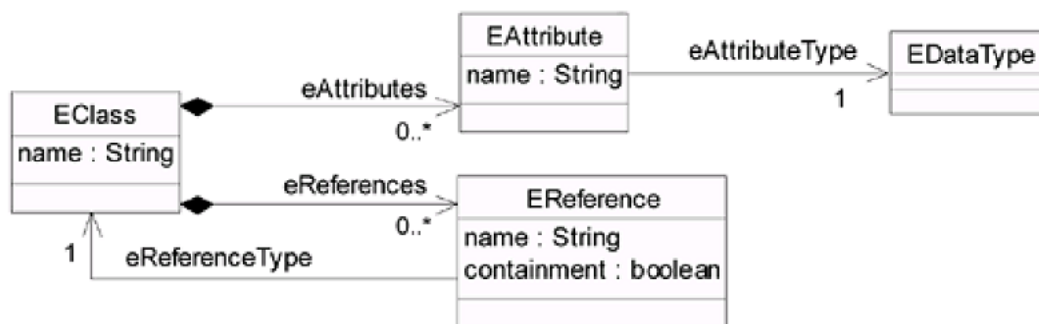 EClass
name : String
eAttributes
0..*
EAttribute
name : String
eAttributeType
1
EDataType
eReferences
0..*
EReference
name : String
containment : boolean
eReferenceType
1